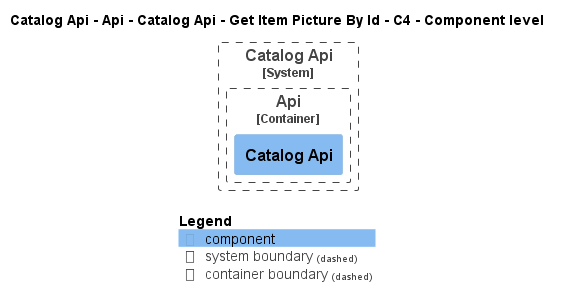 Catalog Api - Api - Catalog Api - Get Item Picture By Id - C4 - Component level
Catalog Api
[System]
Api
[Container]
Catalog Api
Legend
component
system boundary (dashed)
container boundary (dashed)